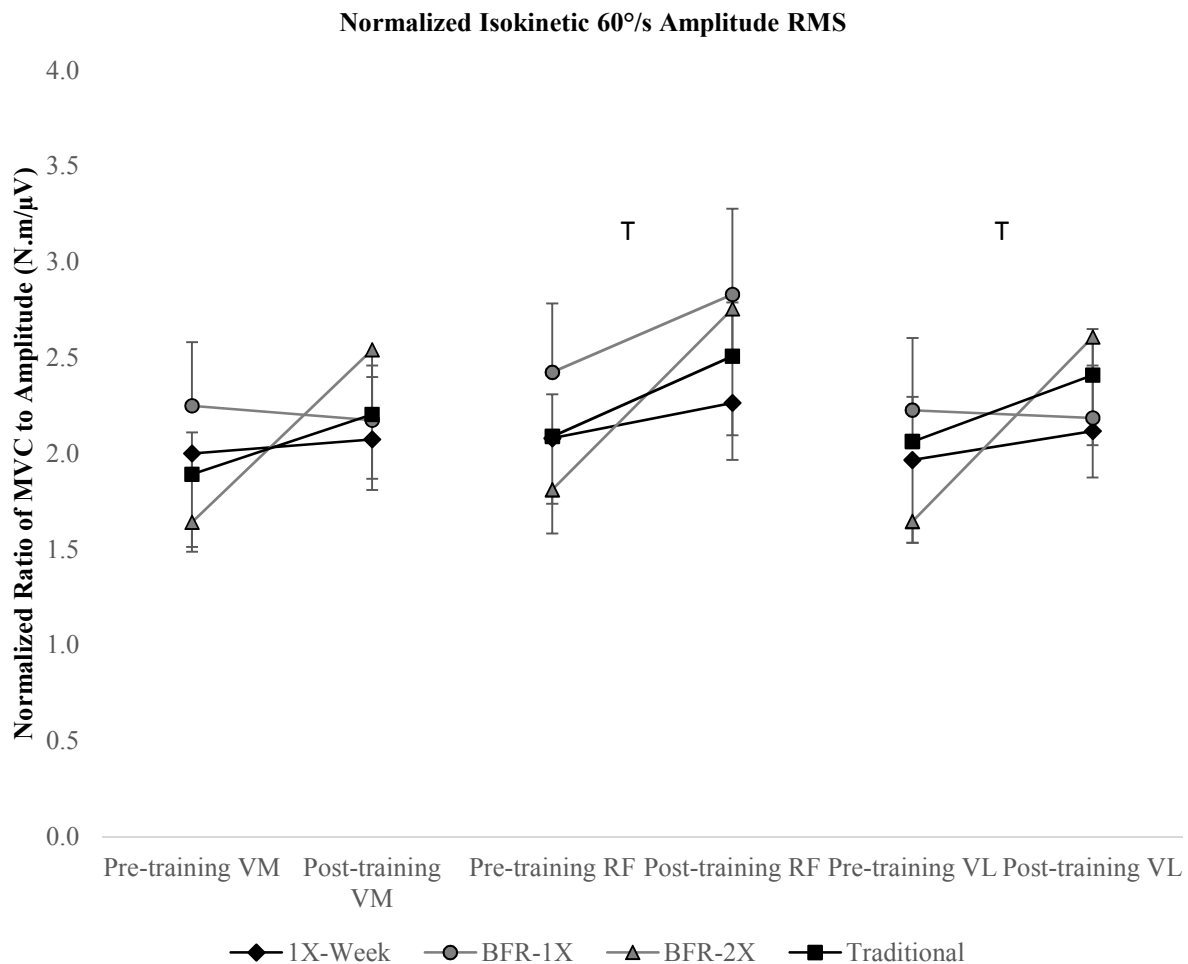 Normalized Isokinetic 60°/s Amplitude RMS
Normalized Ratio of MVC to Amplitude (N.m/µV)
4.0
3.5
3.0
2.5
2.0
1.5
1.0
0.5
0.0
T
T
Pre-training VM
Post-training
VM
Pre-training RF
Post-training RF
Pre-training VL
Post-training VL
1X-Week
BFR-1X
BFR-2X
Traditional